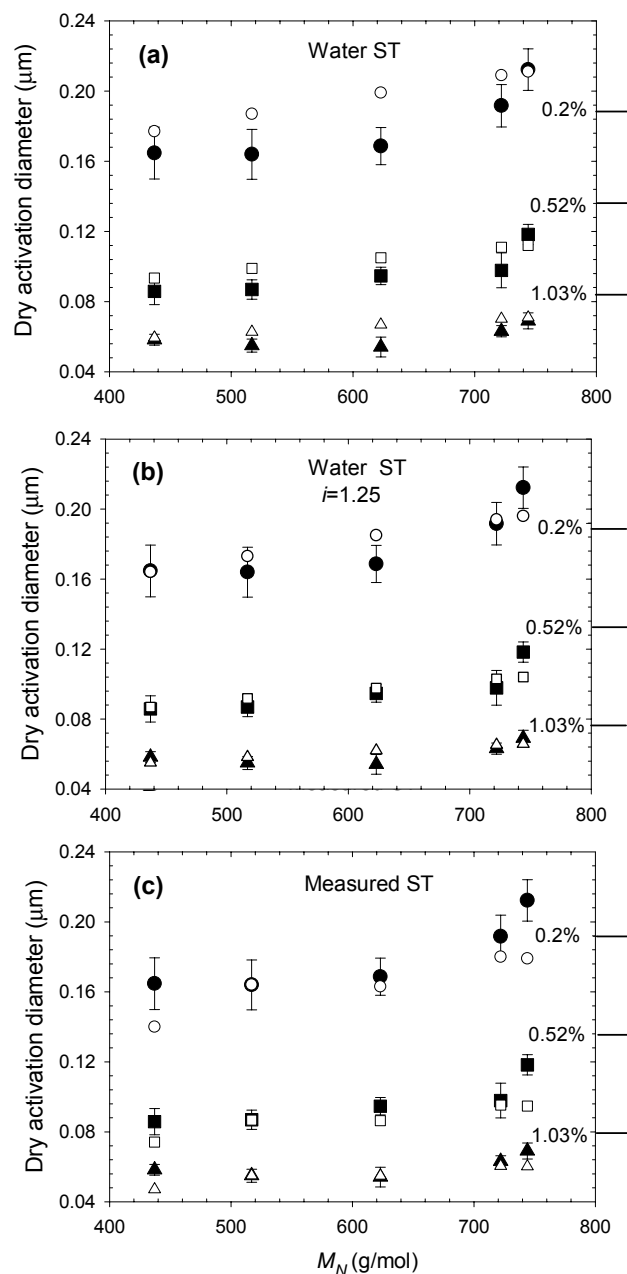 (a)
Water ST
0.24
0.20
0.16
0.12
0.08
0.04
Dry activation diameter (μm)
0.2%
0.52%
1.03%
400 500 600 700 800
(b)
Water ST
i=1.25
0.24
0.20
0.16
0.12
0.08
0.04
Dry activation diameter (μm)
0.2%
0.52%
1.03%
400 500 600 700 800
(c)
Measured ST
0.24
0.20
0.16
0.12
0.08
0.04
Dry activation diameter (μm)
0.2%
0.52%
1.03%
400 500 600 700 800
M_N (g/mol)